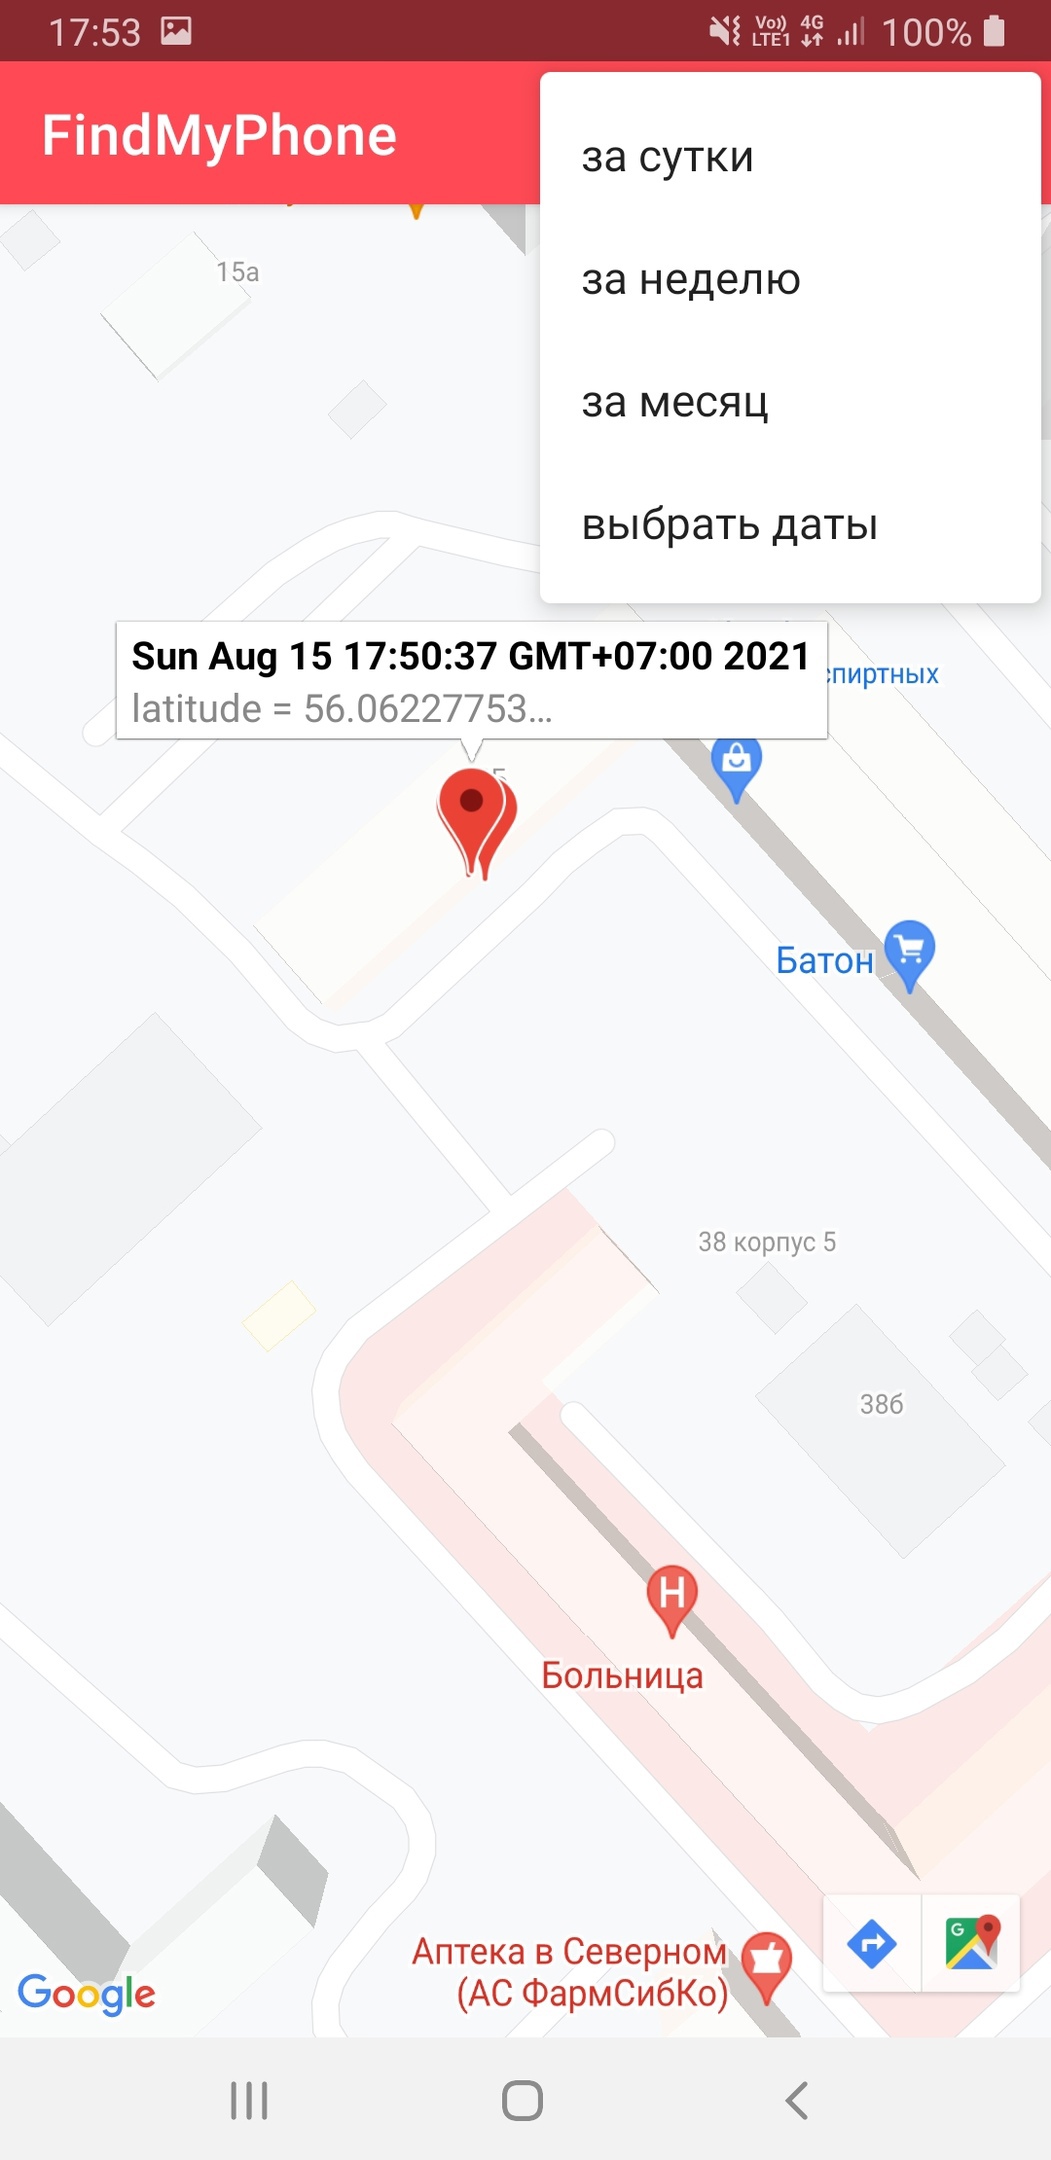 17:53
Vo))
LTE1
4G
100%
FindMyPhone
за сутки
за неделю
за месяц
выбрать даты
15а
Sun Aug 15 17:50:37 GMT+07:00 2021
latitude = 56.06227753...
спиртных
5
Батон
38 корпус 5
38б
H
Больница
Аптека в Северном
(АС ФармСибКо)
G
Google